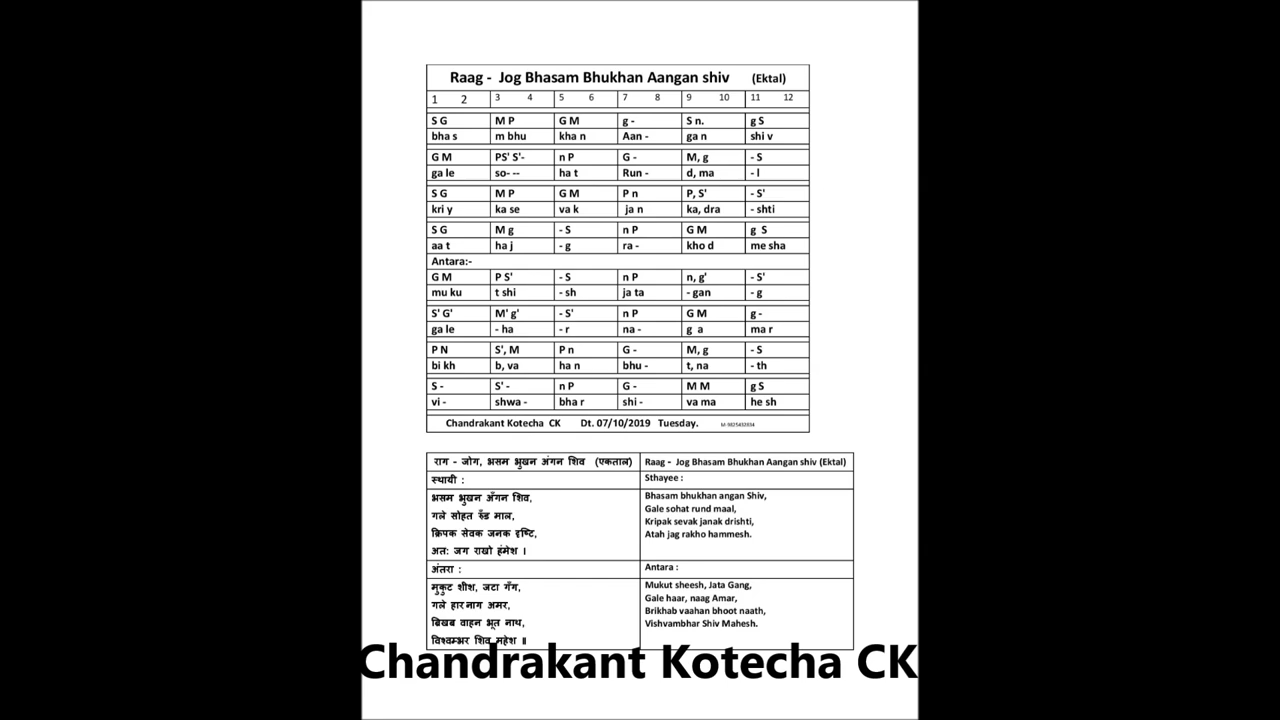 Raag - Jog Bhasam Bhukhan Aangan shiv (Ektal)
1 2 3 4 5 6 7 8 9 10 11 12
S G M P G M g - S n. g S
bha s m bhu kha n Aan - ga n shi v
G M PS' S'- n P G - M, g - S
ga le so- -- ha t Run - d, ma - l
S G M P G M P n P, S' - S'
kri y ka se va k ja n ka, dra - shti
S G M g - S n P G M g S
aa t ha j - g ra - kho d me sha
Antara:-
G M P S' - S n P n, g' - S'
mu ku t shi - sh ja ta - gan - g
S' G' M' g' - S' n P G M g -
ga le - ha - r na - g a ma r
P N S', M P n G - M, g - S
bi kh b, va ha n bhu - t, na - th
S - S' - n P G - M M g S
vi - shwa - bha r shi - va ma he sh
Chandrakant Kotecha CK Dt. 07/10/2019 Tuesday. M-9825432834
राग - जोग, भसम भुखन अंगन शिव (एकताल)
स्थायी :
भसम भुखन अँगन शिव,
गले सोहत रुँड माल,
क्रिपक सेवक जनक दृष्टि,
अतः जग राखो हंमेश ।
अंतरा :
मुकुट शीश, जटा गँग,
गले हार नाग अमर,
ब्रिखब वाहन भूत नाथ,
विश्वम्भर शिव महेश ॥
Raag - Jog Bhasam Bhukhan Aangan shiv (Ektal)
Sthayee :
Bhasam bhukhan angan Shiv,
Gale sohat rund maal,
Kripak sevak janak drishti,
Atah jag rakho hammesh.
Antara :
Mukut sheesh, Jata Gang,
Gale haar, naag Amar,
Brikhab vaahan bhoot naath,
Vishvambhar Shiv Mahesh.
Chandrakant Kotecha CK